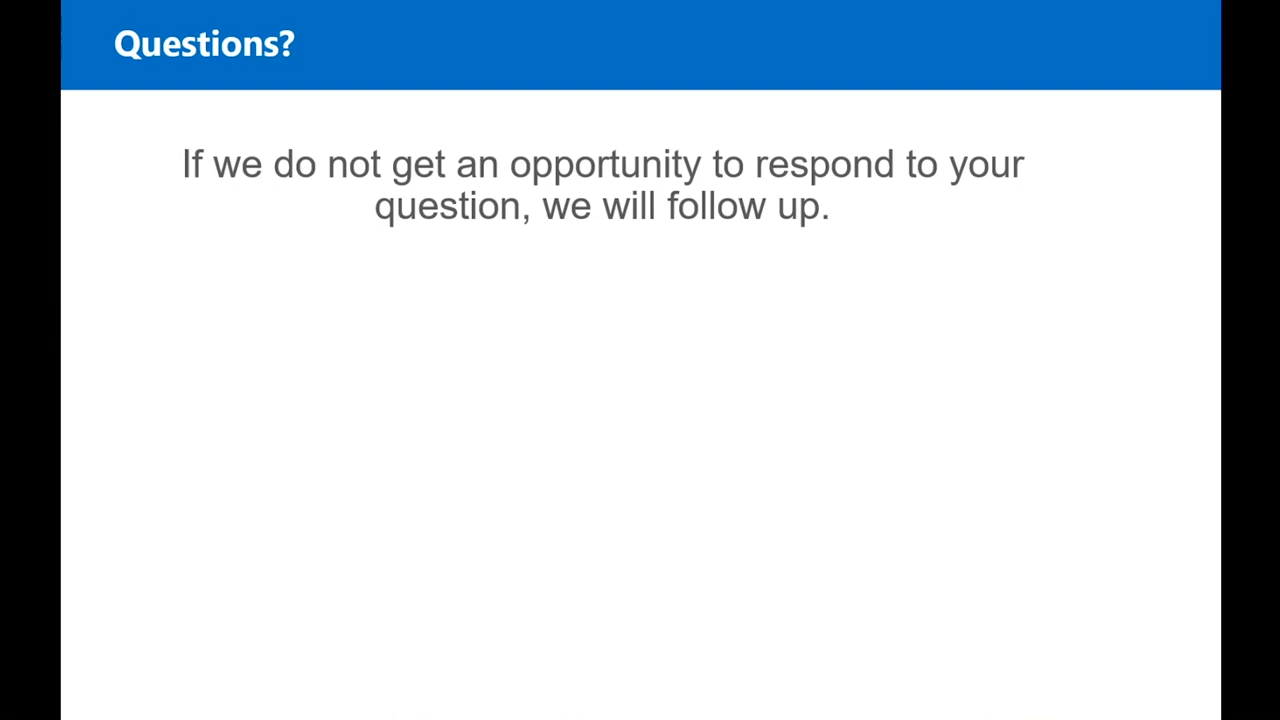 Questions?
If we do not get an opportunity to respond to your
question, we will follow up.